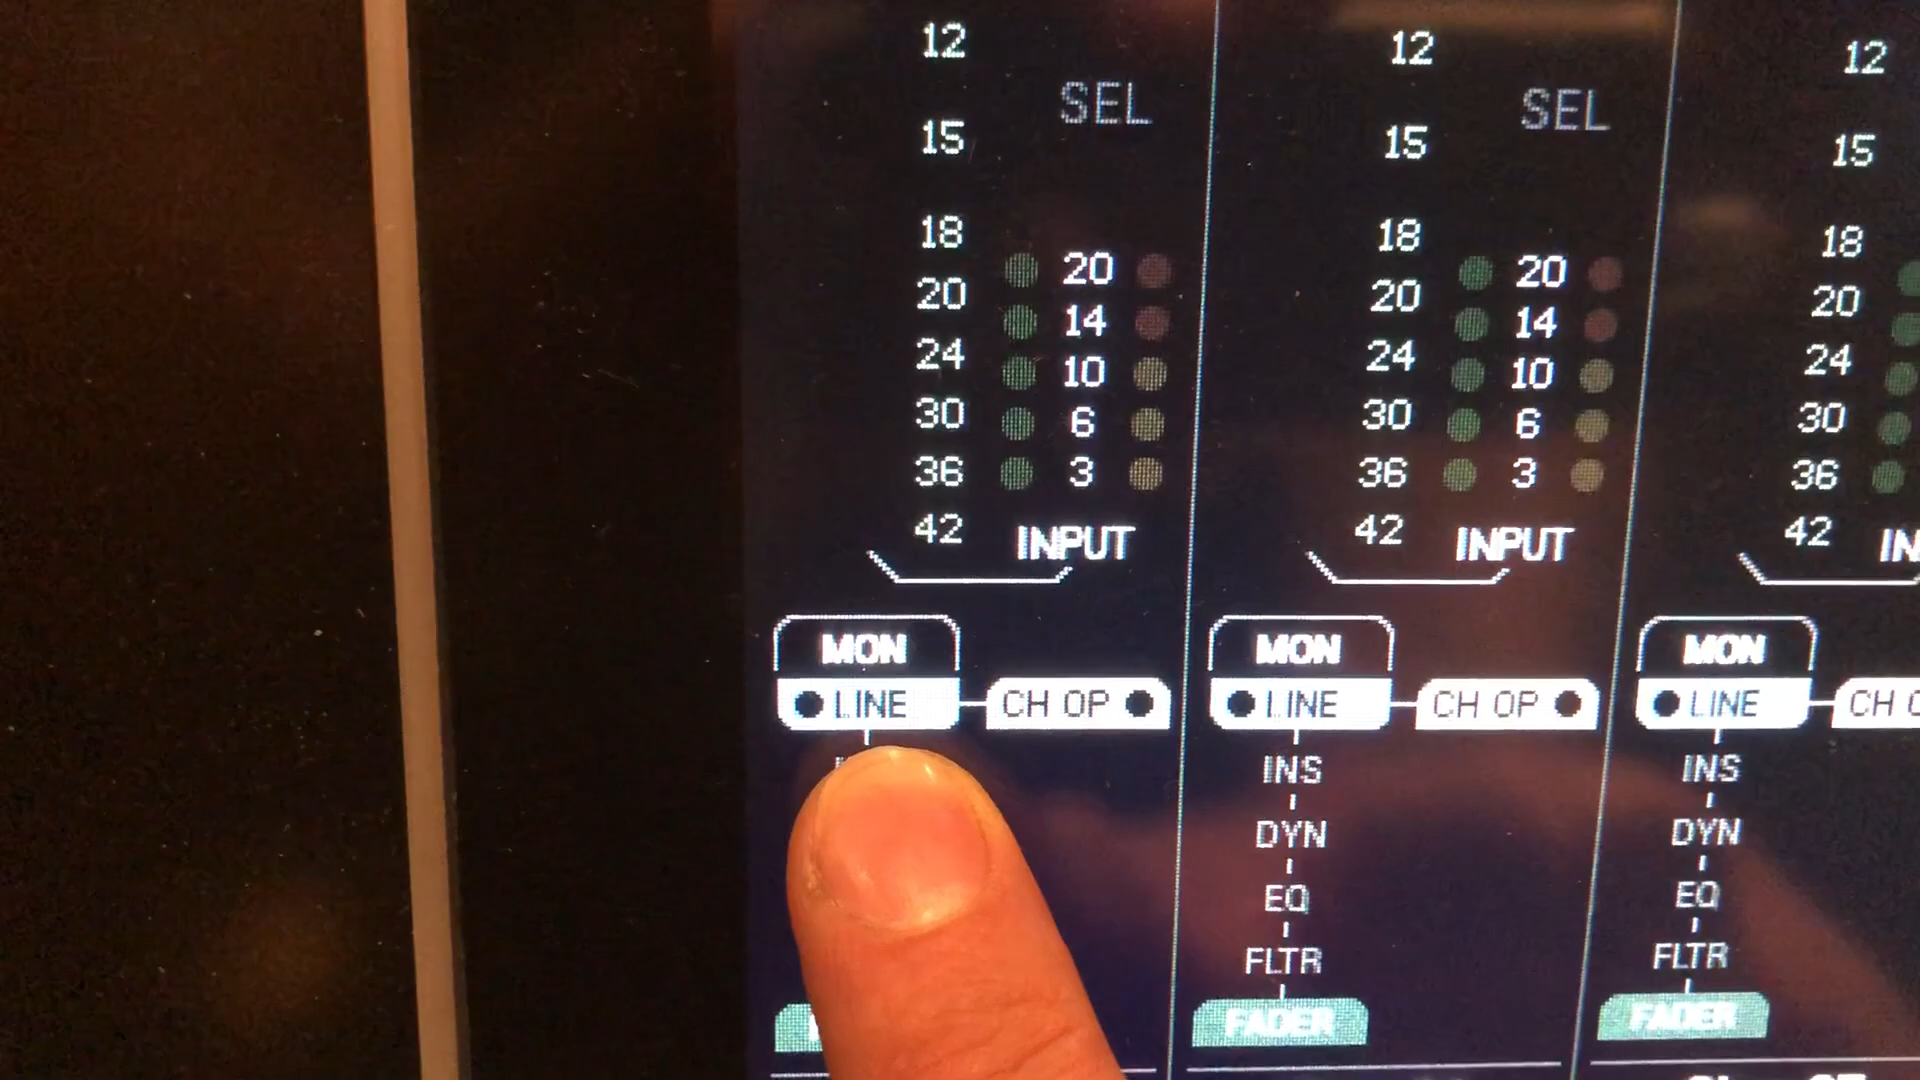 12 12 12
SEL SEL
15 15 15
18 18 18
20 20
20 20 20
14 14
24 24 24
10 10
30 30 30
6 6
36 3 36 3 36
42 INPUT 42 INPUT 42 IN
MON MON MON
LINE CH OP LINE CH OP LINE CH O
INS INS
DYN DYN
EQ EQ
FLTR FLTR
FADER FADER